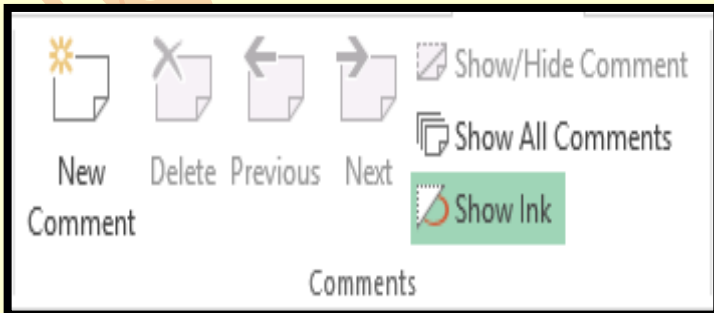 New
Comment
Delete
Previous
Next
Show/Hide Comment
Show All Comments
Show Ink
Comments